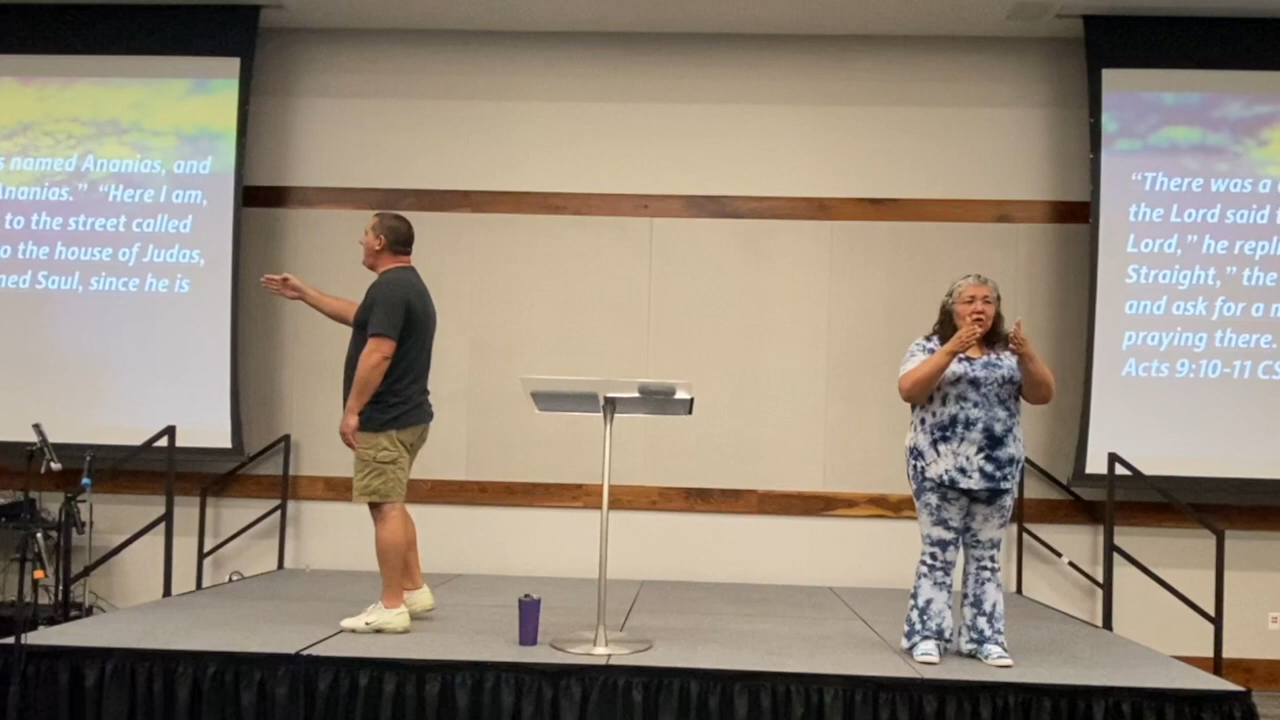 s named Ananias, and
Ananias.” “Here I am,
to the street called
o the house of Judas,
ned Saul, since he is
“There was a
the Lord said t
Lord,” he repli
Straight,” the
and ask for a m
praying there.
Acts 9:10-11 CS